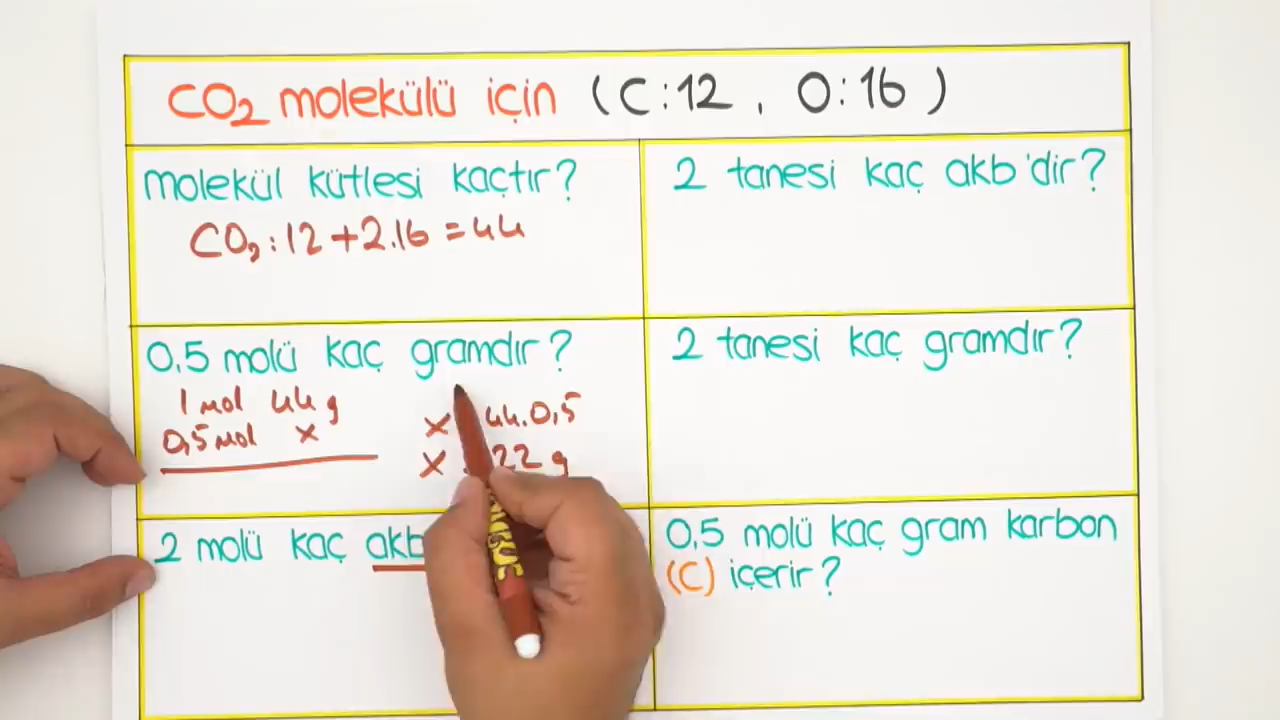 CO₂ molekülü için (C:12 , O:16)
molekül kütlesi kaçtır?
CO₂:12+2.16=44
2 tanesi kaç akb'dir?
0,5 molü kaç gramdır?
1 mol 44 g
0,5 mol x
x 44.0,5
x 22 g
2 tanesi kaç gramdır?
2 molü kaç akb
0,5 molü kaç gram karbon
(C) içerir?